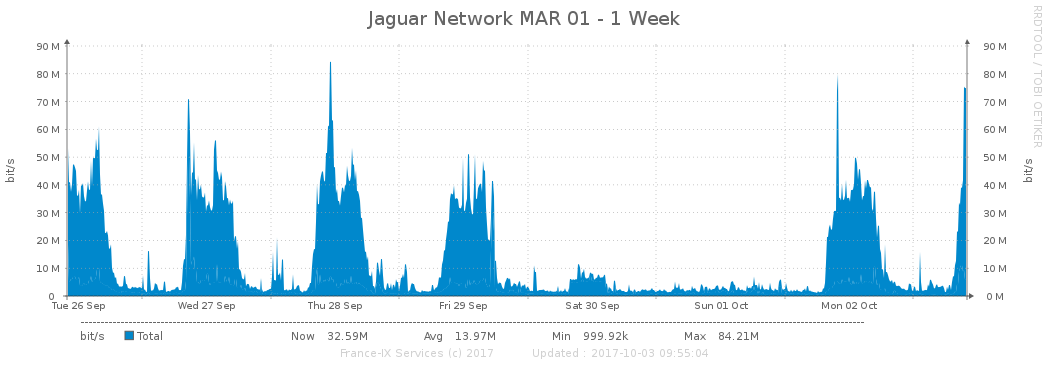 Jaguar Network MAR 01 - 1 Week
RRDTOOL / TOBI OETIKER
90 M 90 M
80 M 80 M
70 M 70 M
60 M 60 M
50 M 50 M
40 M 40 M
30 M 30 M
20 M 20 M
10 M 10 M
0 0 M
bit/s bit/s
Tue 26 Sep Wed 27 Sep Thu 28 Sep Fri 29 Sep Sat 30 Sep Sun 01 Oct Mon 02 Oct
bit/s Total Now 32.59M Avg 13.97M Min 999.92k Max 84.21M
France-IX Services (c) 2017 Updated : 2017-10-03 09:55:04